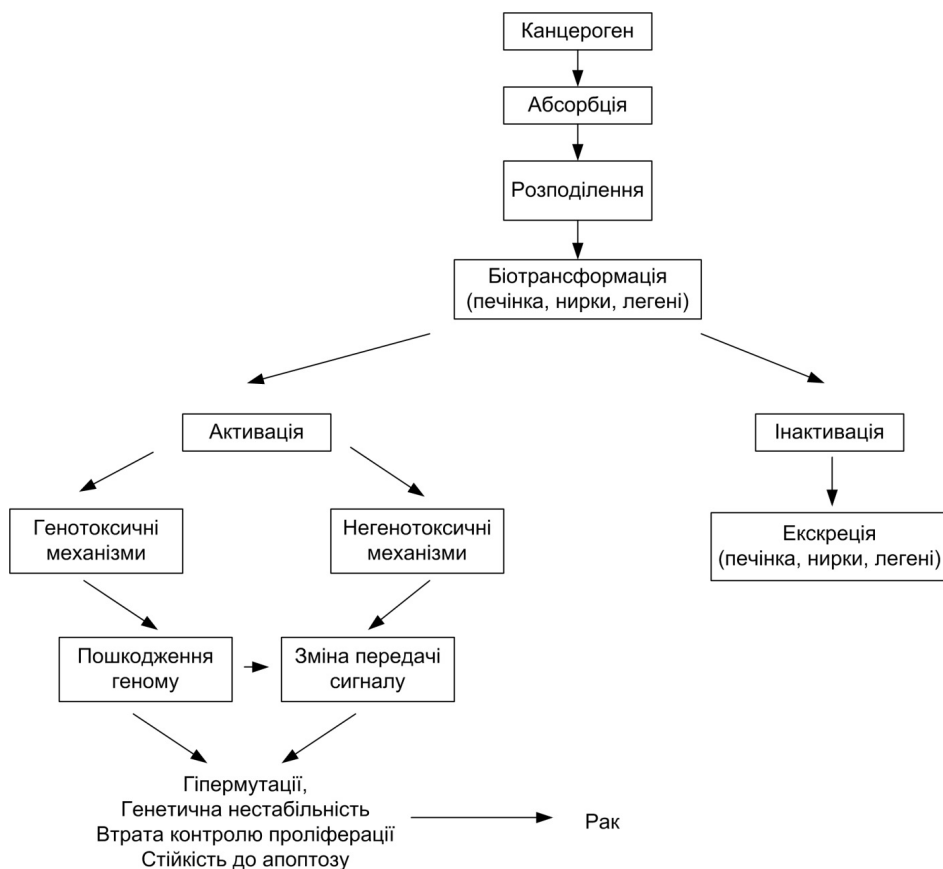 Канцероген
Абсорбція
Розподілення
Біотрансформація
(печінка, нирки, легені)
Активація
Інактивація
Генотоксичні
механізми
Негенотоксичні
механізми
Екскреція
(печінка, нирки, легені)
Пошкодження
геному
Зміна передачі
сигналу
Гіпермутації,
Генетична нестабільність
Втрата контролю проліферації
Стійкість до апоптозу
Рак